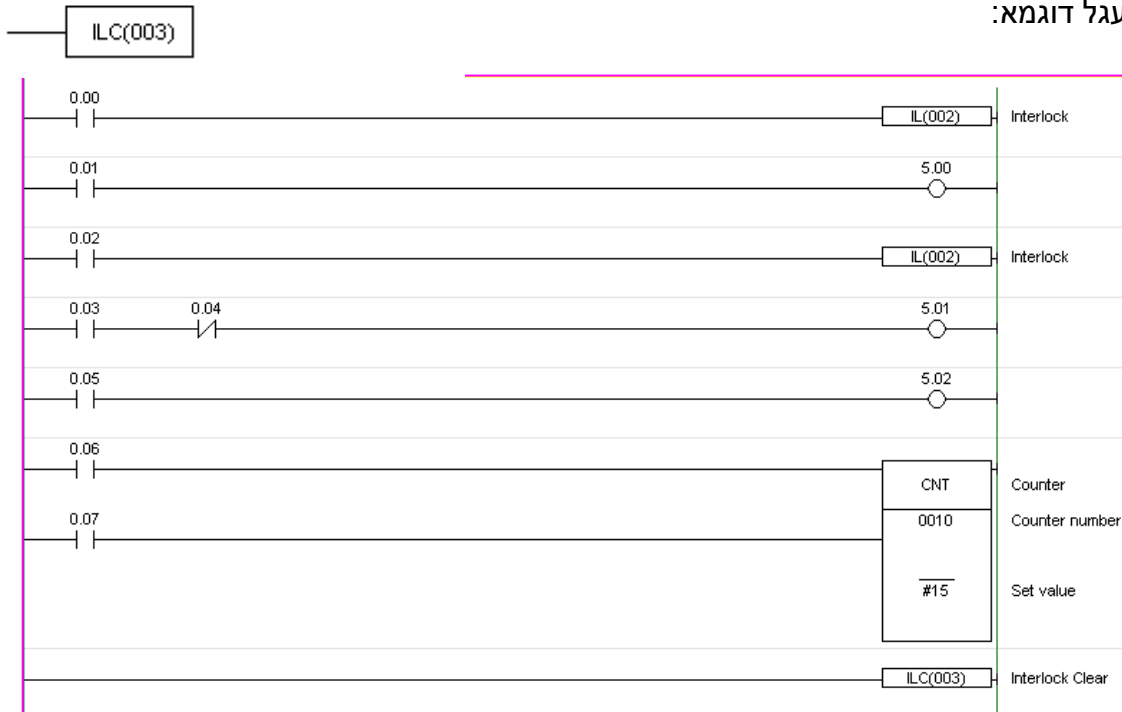 עגל דוגמא:
ILC(003)
0.00
IL(002) Interlock
0.01 5.00
0.02
IL(002) Interlock
0.03 0.04 5.01
0.05 5.02
0.06
CNT Counter
0.07 0010 Counter number
#15 Set value
ILC(003) Interlock Clear